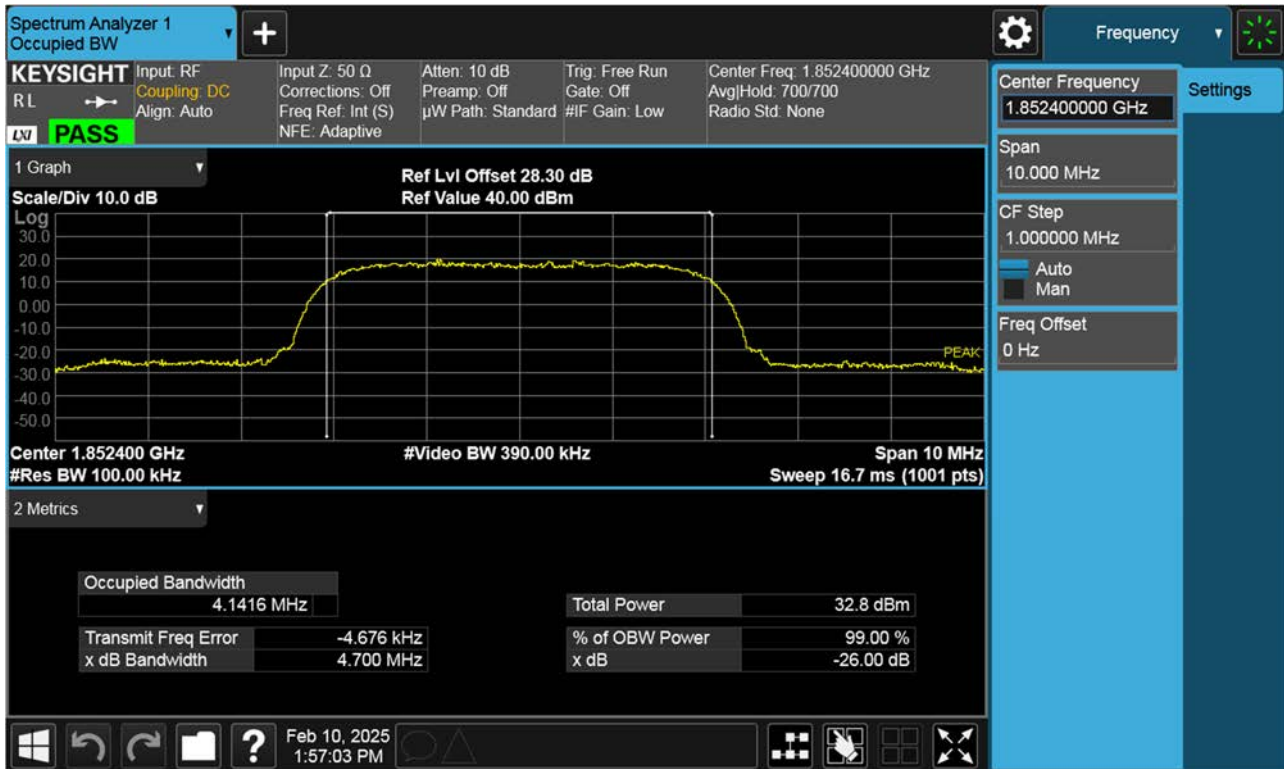 Spectrum Analyzer 1
Occupied BW
Frequency
KEYSIGHT
RL
LXI
PASS
Input: RF
Coupling: DC
Align: Auto
Input Z: 50 Ω
Corrections: Off
Freq Ref: Int (S)
NFE: Adaptive
Atten: 10 dB
Preamp: Off
µW Path: Standard
Trig: Free Run
Gate: Off
#IF Gain: Low
Center Freq: 1.852400000 GHz
Avg|Hold: 700/700
Radio Std: None
Center Frequency
1.852400000 GHz
Settings
Span
10.000 MHz
CF Step
1.000000 MHz
Auto
Man
Freq Offset
0 Hz
1 Graph
Scale/Div 10.0 dB
Ref Lvl Offset 28.30 dB
Ref Value 40.00 dBm
Log
30.0
20.0
10.0
0.00
-10.0
-20.0
-30.0
-40.0
-50.0
PEAK
Center 1.852400 GHz
#Video BW 390.00 kHz
Span 10 MHz
#Res BW 100.00 kHz
Sweep 16.7 ms (1001 pts)
2 Metrics
Occupied Bandwidth
4.1416 MHz
Total Power 32.8 dBm
Transmit Freq Error -4.676 kHz
% of OBW Power 99.00 %
x dB Bandwidth 4.700 MHz
x dB -26.00 dB
?
Feb 10, 2025
1:57:03 PM